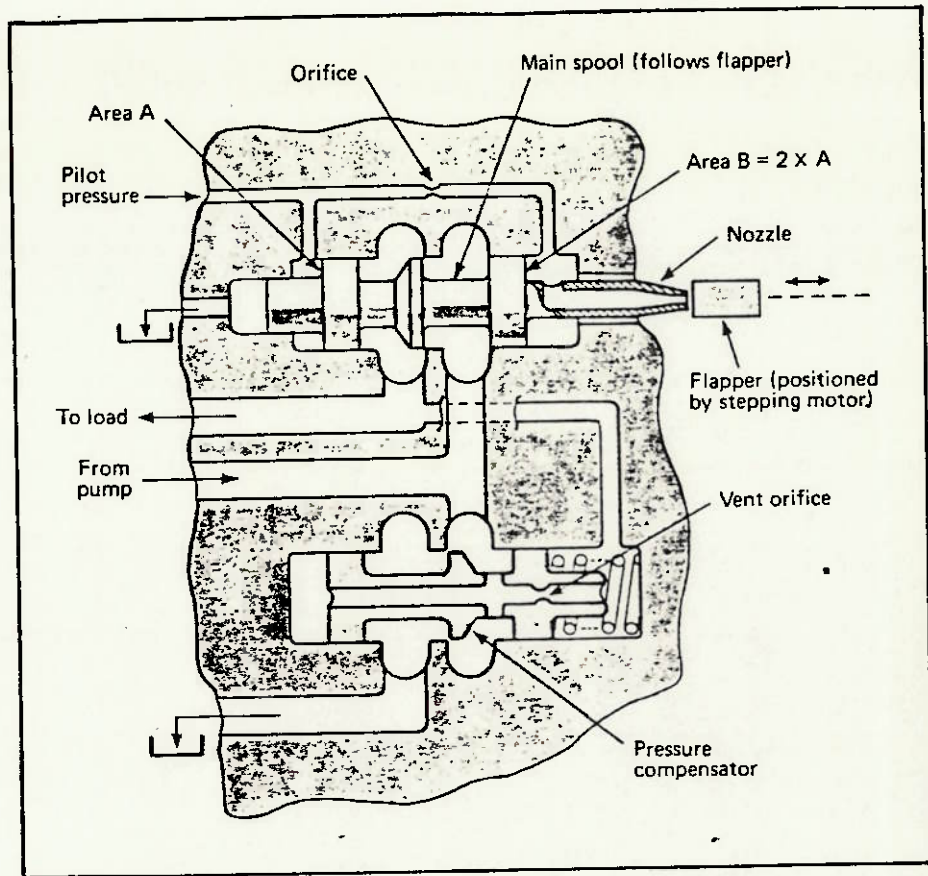 Orifice
Main spool (follows flapper)
Area A
Area B = 2 x A
Pilot
pressure
Nozzle
Flapper (positioned
by stepping motor)
To load
From
pump
Vent orifice
Pressure
compensator